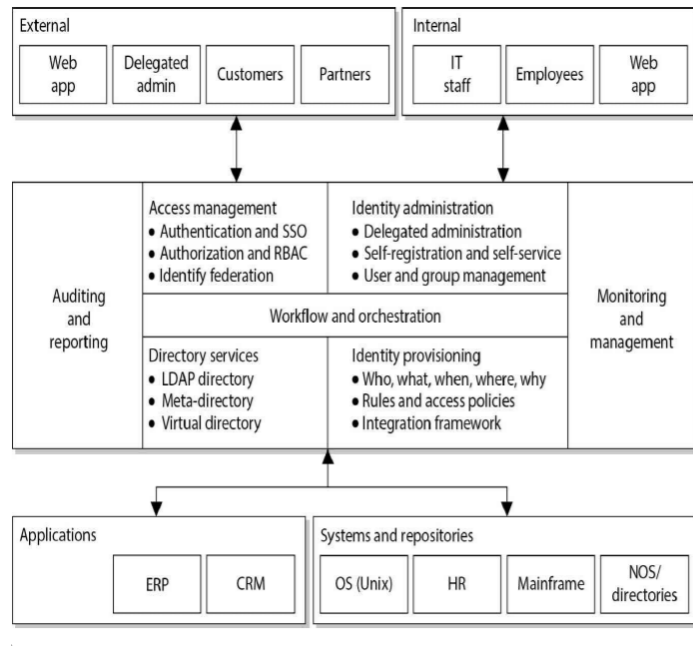 External
Web
app
Delegated
admin
Customers
Partners
Internal
IT
staff
Employees
Web
app
Auditing
and
reporting
Access management
• Authentication and SSO
• Authorization and RBAC
• Identify federation
Identity administration
• Delegated administration
• Self-registration and self-service
• User and group management
Workflow and orchestration
Directory services
• LDAP directory
• Meta-directory
• Virtual directory
Identity provisioning
• Who, what, when, where, why
• Rules and access policies
• Integration framework
Monitoring
and
management
Applications
ERP
CRM
Systems and repositories
OS (Unix)
HR
Mainframe
NOS/
directories